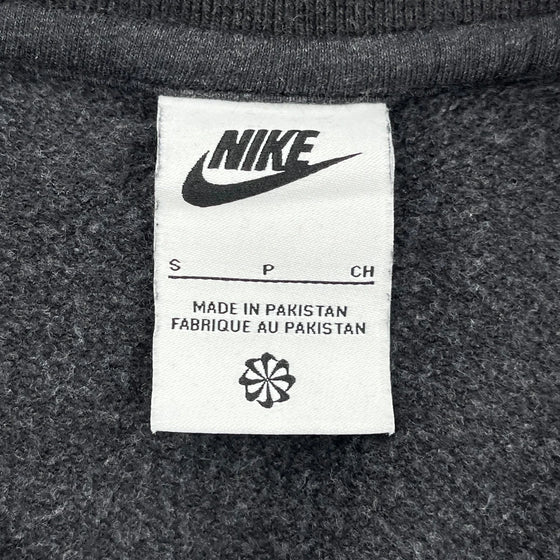 NIKE
S P CH
MADE IN PAKISTAN
FABRIQUE AU PAKISTAN